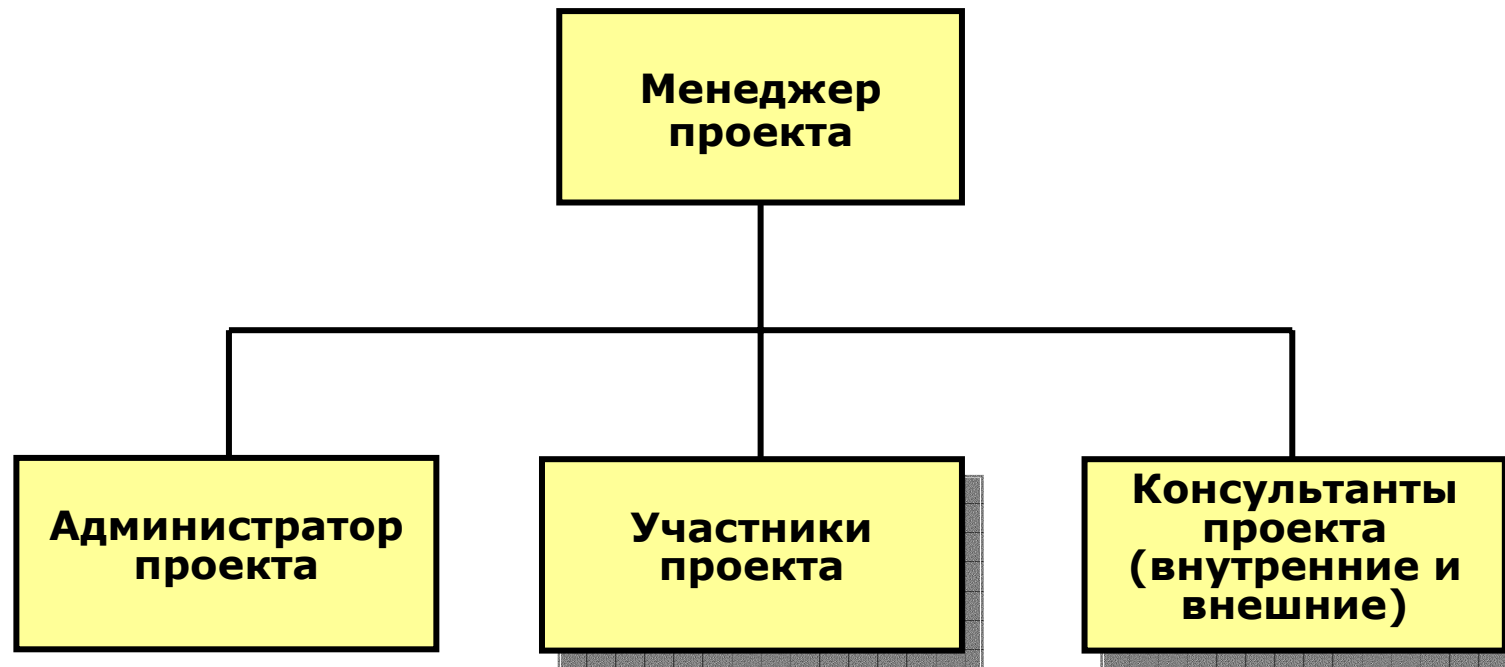 Менеджер
проекта
Администратор
проекта
Участники
проекта
Консультанты
проекта
(внутренние и
внешние)